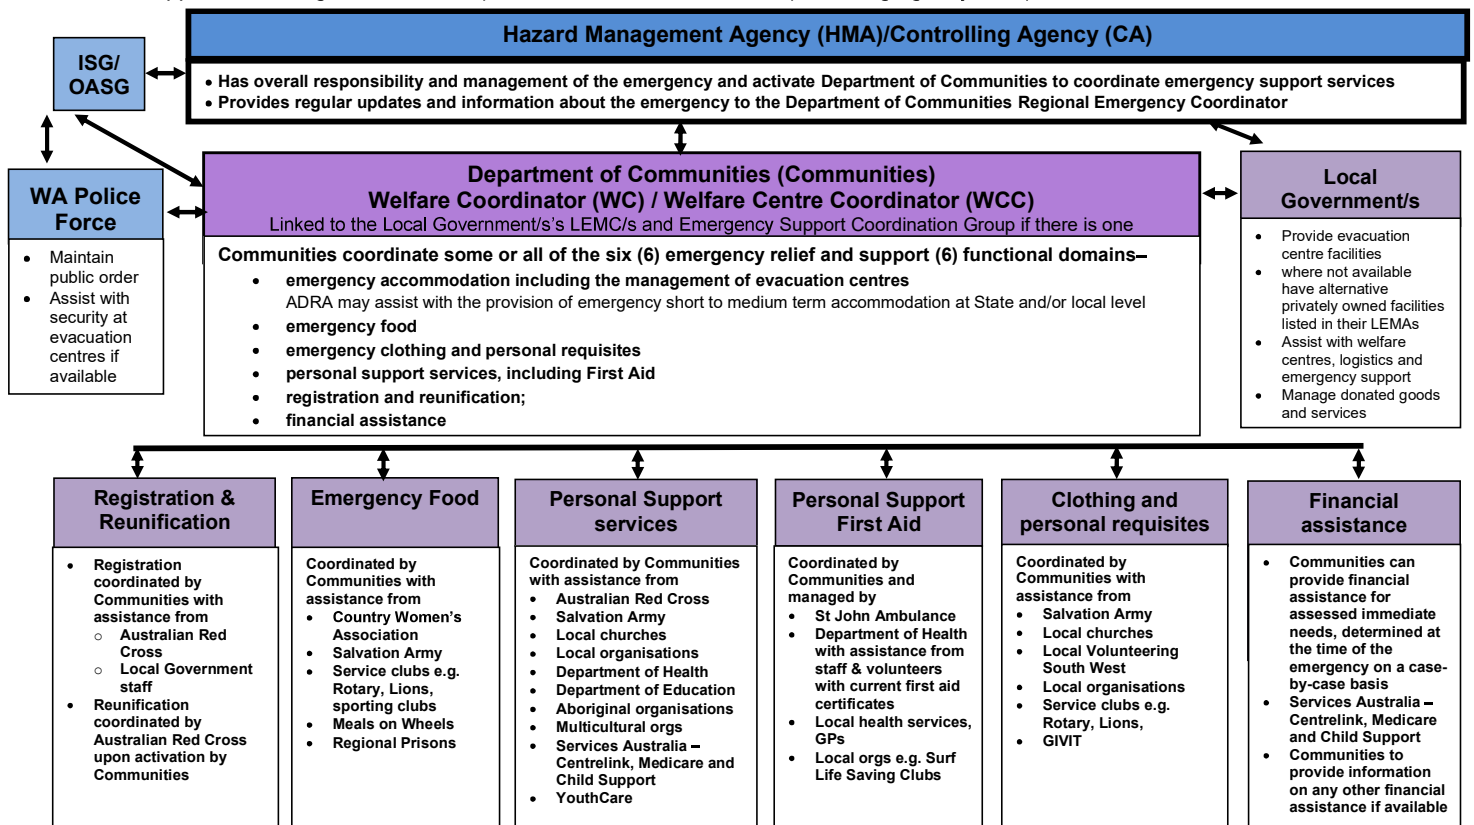 Hazard Management Agency (HMA)/Controlling Agency (CA)
• Has overall responsibility and management of the emergency and activate Department of Communities to coordinate emergency support services
• Provides regular updates and information about the emergency to the Department of Communities Regional Emergency Coordinator
ISG/
OASG
WA Police
Force
• Maintain
public order
• Assist with
security at
evacuation
centres if
available
Department of Communities (Communities)
Welfare Coordinator (WC) / Welfare Centre Coordinator (WCC)
Linked to the Local Government/s's LEMC/s and Emergency Support Coordination Group if there is one
Communities coordinate some or all of the six (6) emergency relief and support (6) functional domains–
• emergency accommodation including the management of evacuation centres
ADRA may assist with the provision of emergency short to medium term accommodation at State and/or local level
• emergency food
• emergency clothing and personal requisites
• personal support services, including First Aid
• registration and reunification;
• financial assistance
Local
Government/s
• Provide evacuation
centre facilities
• where not available
have alternative
privately owned facilities
listed in their LEMAs
• Assist with welfare
centres, logistics and
emergency support
• Manage donated goods
and services
Registration &
Reunification
• Registration
coordinated by
Communities with
assistance from
o Australian Red
Cross
o Local Government
staff
• Reunification
coordinated by
Australian Red Cross
upon activation by
Communities
Emergency Food
Coordinated by
Communities with
assistance from
• Country Women's
Association
• Salvation Army
• Service clubs e.g.
Rotary, Lions,
sporting clubs
• Meals on Wheels
• Regional Prisons
Personal Support
services
Coordinated by Communities
with assistance from
• Australian Red Cross
• Salvation Army
• Local churches
• Local organisations
• Department of Health
• Department of Education
• Aboriginal organisations
• Multicultural orgs
• Services Australia –
Centrelink, Medicare and
Child Support
• YouthCare
Personal Support
First Aid
Coordinated by
Communities and
managed by
• St John Ambulance
• Department of Health
with assistance from
staff & volunteers
with current first aid
certificates
• Local health services,
GPs
• Local orgs e.g. Surf
Life Saving Clubs
Clothing and
personal requisites
Coordinated by
Communities with
assistance from
• Salvation Army
• Local churches
• Local Volunteering
South West
• Local organisations
• Service clubs e.g.
Rotary, Lions,
• GIVIT
Financial
assistance
• Communities can
provide financial
assistance for
assessed immediate
needs, determined at
the time of the
emergency on a case-
by-case basis
• Services Australia –
Centrelink, Medicare
and Child Support
• Communities to
provide information
on any other financial
assistance if available